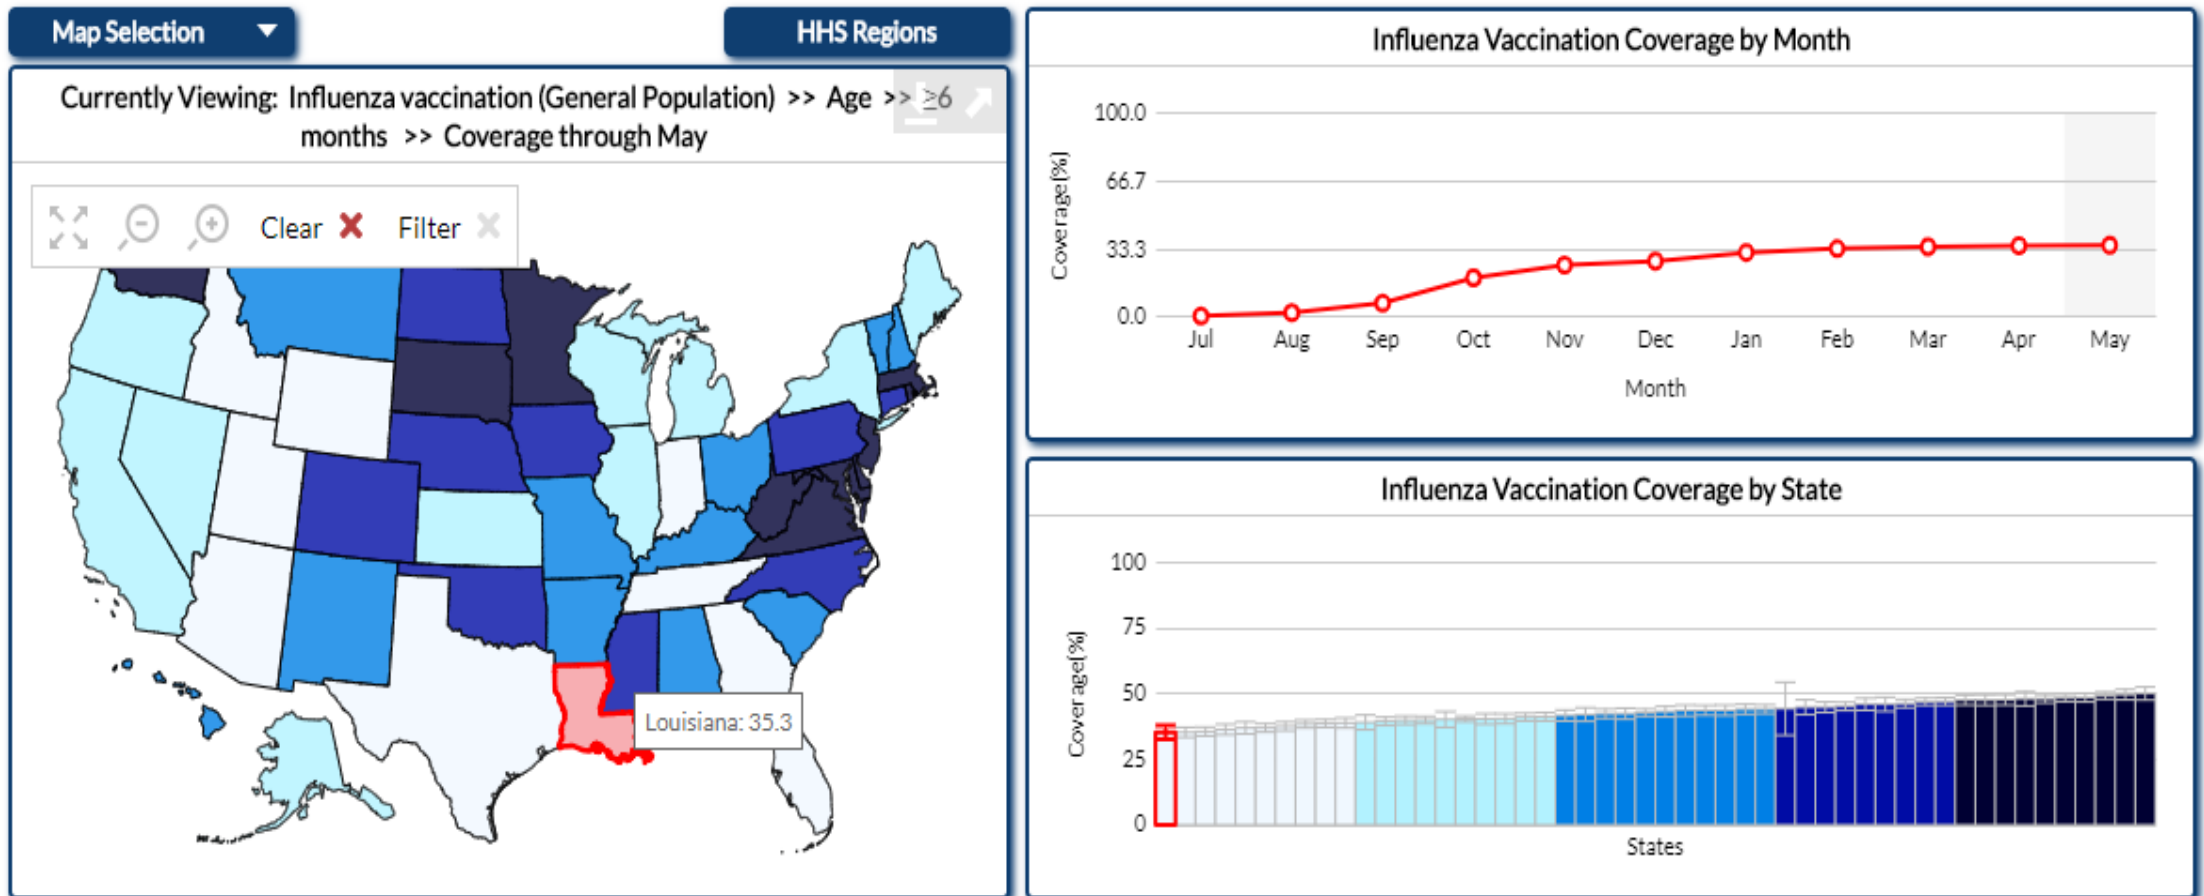 Map Selection
HHS Regions
Currently Viewing: Influenza vaccination (General Population) >> Age >> ≥6
months >> Coverage through May
Clear
Filter
Louisiana: 35.3
Influenza Vaccination Coverage by Month
Coverage(%)
100.0
66.7
33.3
0.0
Jul Aug Sep Oct Nov Dec Jan Feb Mar Apr May
Month
Influenza Vaccination Coverage by State
Coverage(%)
100
75
50
25
0
States